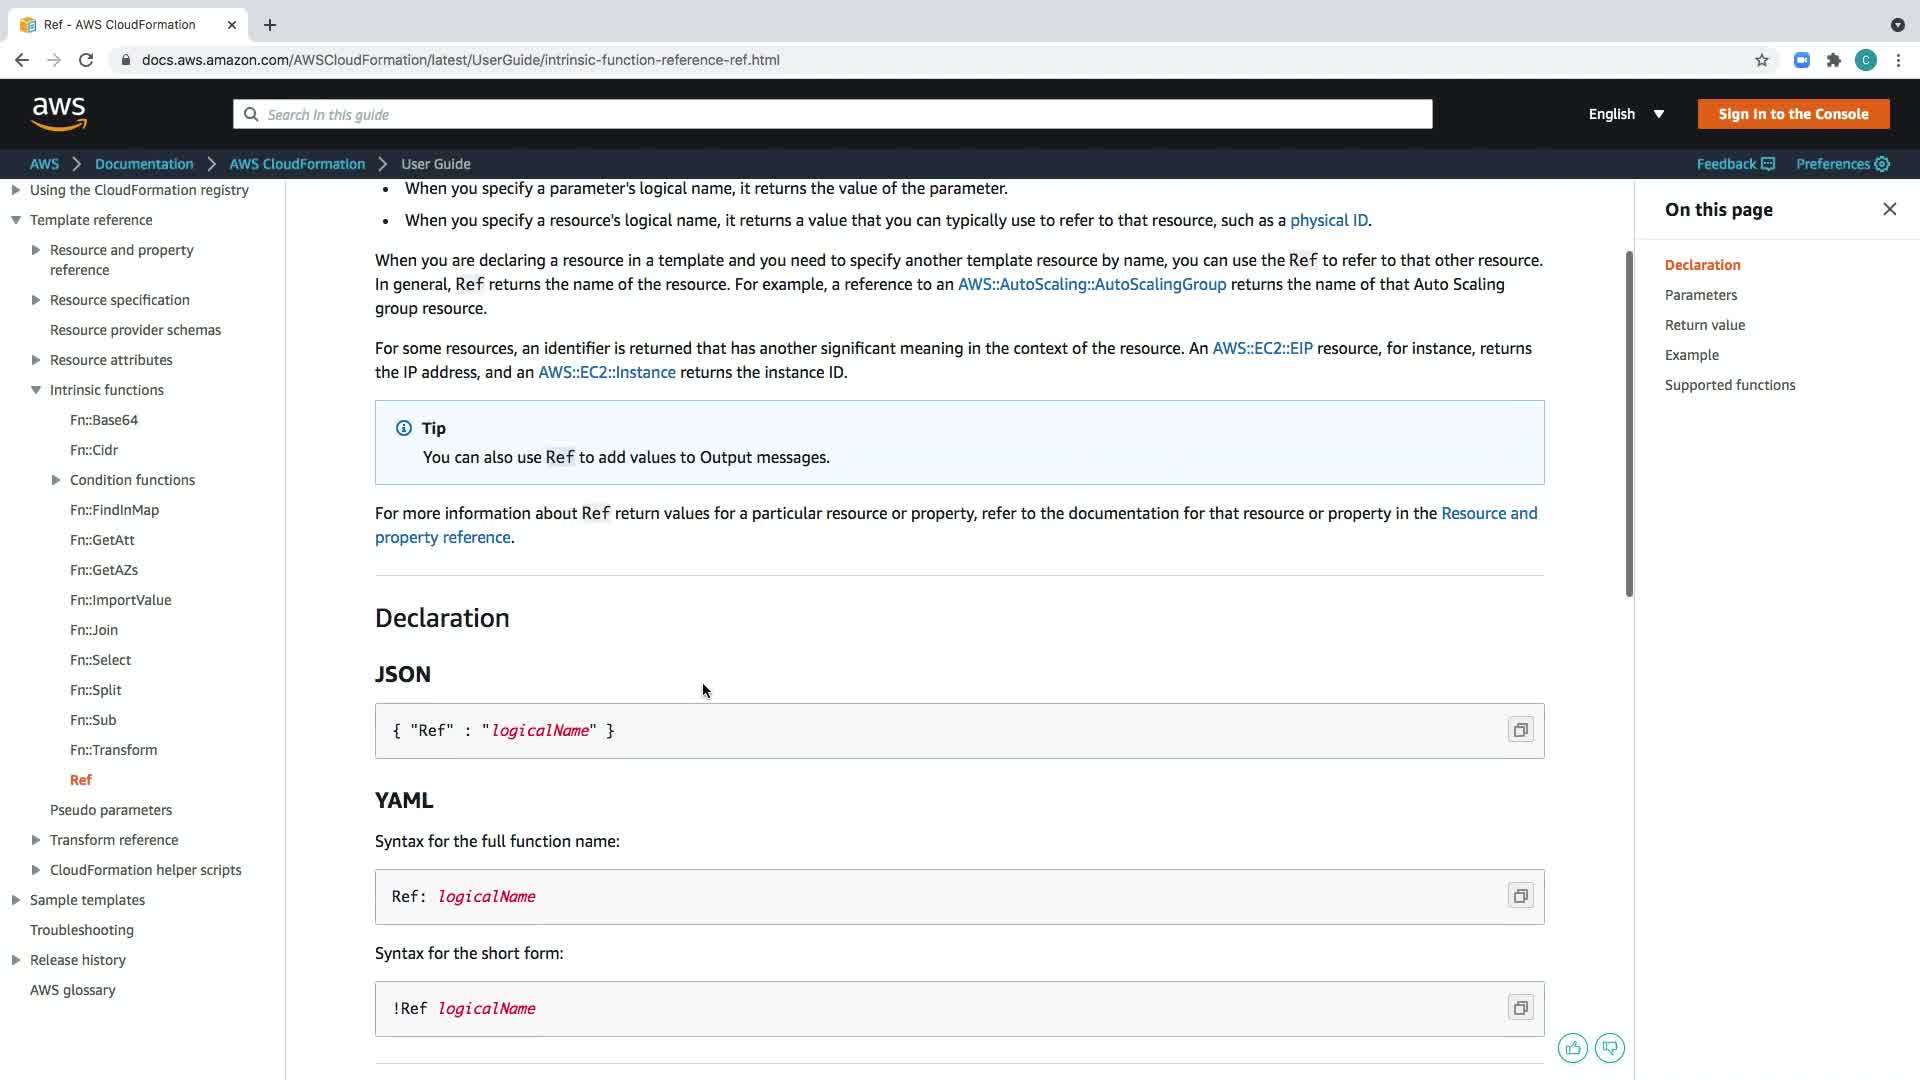 Ref - AWS CloudFormation
docs.aws.amazon.com/AWSCloudFormation/latest/UserGuide/intrinsic-function-reference-ref.html
C
aws
Search in this guide
English
Sign In to the Console
AWS
Documentation
AWS CloudFormation
User Guide
Feedback
Preferences
Using the CloudFormation registry
Template reference
Resource and property
reference
Resource specification
Resource provider schemas
Resource attributes
Intrinsic functions
Fn::Base64
Fn::Cidr
Condition functions
Fn::FindInMap
Fn::GetAtt
Fn::GetAZs
Fn::ImportValue
Fn::Join
Fn::Select
Fn::Split
Fn::Sub
Fn::Transform
Ref
Pseudo parameters
Transform reference
CloudFormation helper scripts
Sample templates
Troubleshooting
Release history
AWS glossary
• When you specify a parameter's logical name, it returns the value of the parameter.
• When you specify a resource's logical name, it returns a value that you can typically use to refer to that resource, such as a physical ID.
When you are declaring a resource in a template and you need to specify another template resource by name, you can use the Ref to refer to that other resource.
In general, Ref returns the name of the resource. For example, a reference to an AWS::AutoScaling::AutoScalingGroup returns the name of that Auto Scaling
group resource.
For some resources, an identifier is returned that has another significant meaning in the context of the resource. An AWS::EC2::EIP resource, for instance, returns
the IP address, and an AWS::EC2::Instance returns the instance ID.
Tip
You can also use Ref to add values to Output messages.
For more information about Ref return values for a particular resource or property, refer to the documentation for that resource or property in the Resource and
property reference.
Declaration
JSON
{ "Ref" : "logicalName" }
YAML
Syntax for the full function name:
Ref: logicalName
Syntax for the short form:
!Ref logicalName
On this page
Declaration
Parameters
Return value
Example
Supported functions